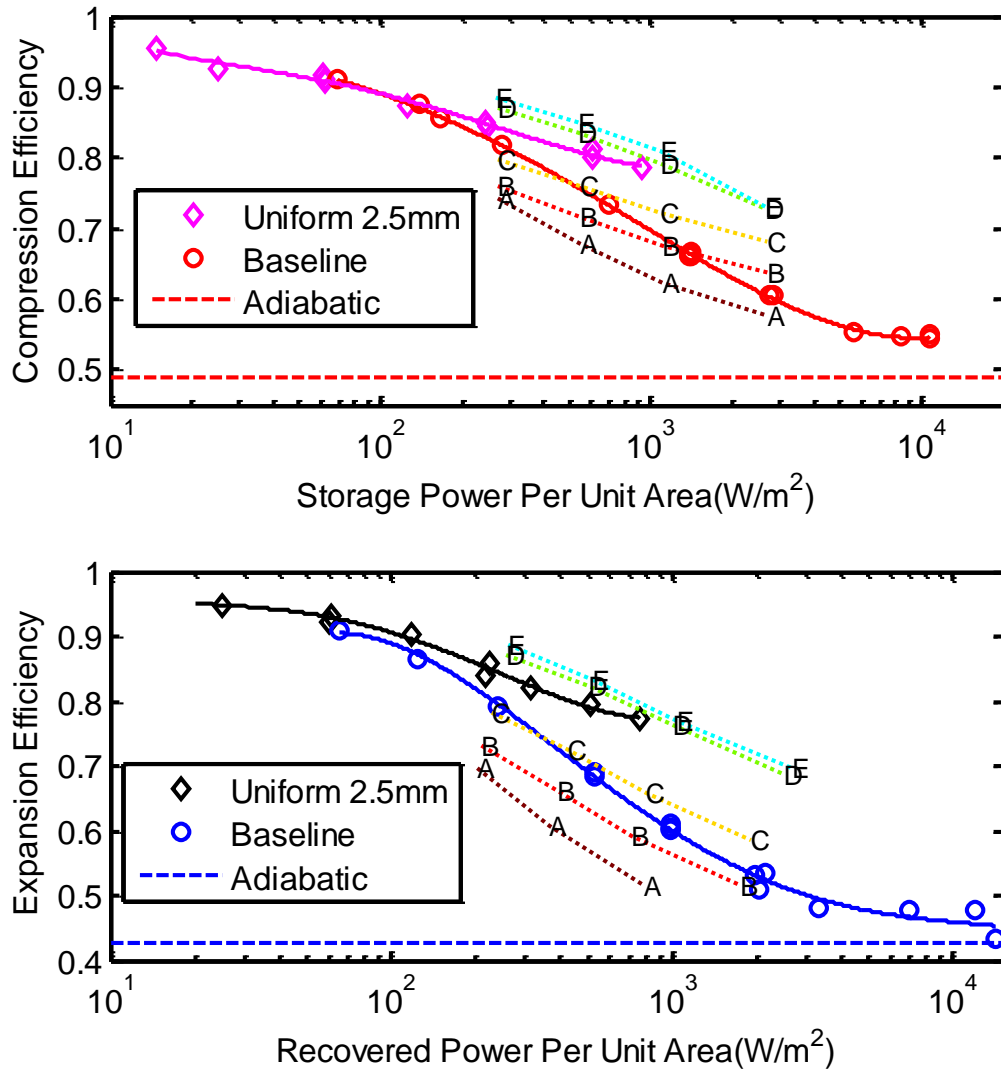 1
0.9
0.8
0.7
0.6
0.5
Compression Efficiency
E
D
E
D
E
D
E
D
C
C
C
C
B
B
B
B
A
A
A
A
Uniform 2.5mm
Baseline
Adiabatic
10^1
10^2
10^3
10^4
Storage Power Per Unit Area(W/m^2)
1
0.9
0.8
0.7
0.6
0.5
0.4
Expansion Efficiency
E
D
E
D
E
D
E
D
C
C
C
C
B
B
B
B
A
A
A
Uniform 2.5mm
Baseline
Adiabatic
10^1
10^2
10^3
10^4
Recovered Power Per Unit Area(W/m^2)